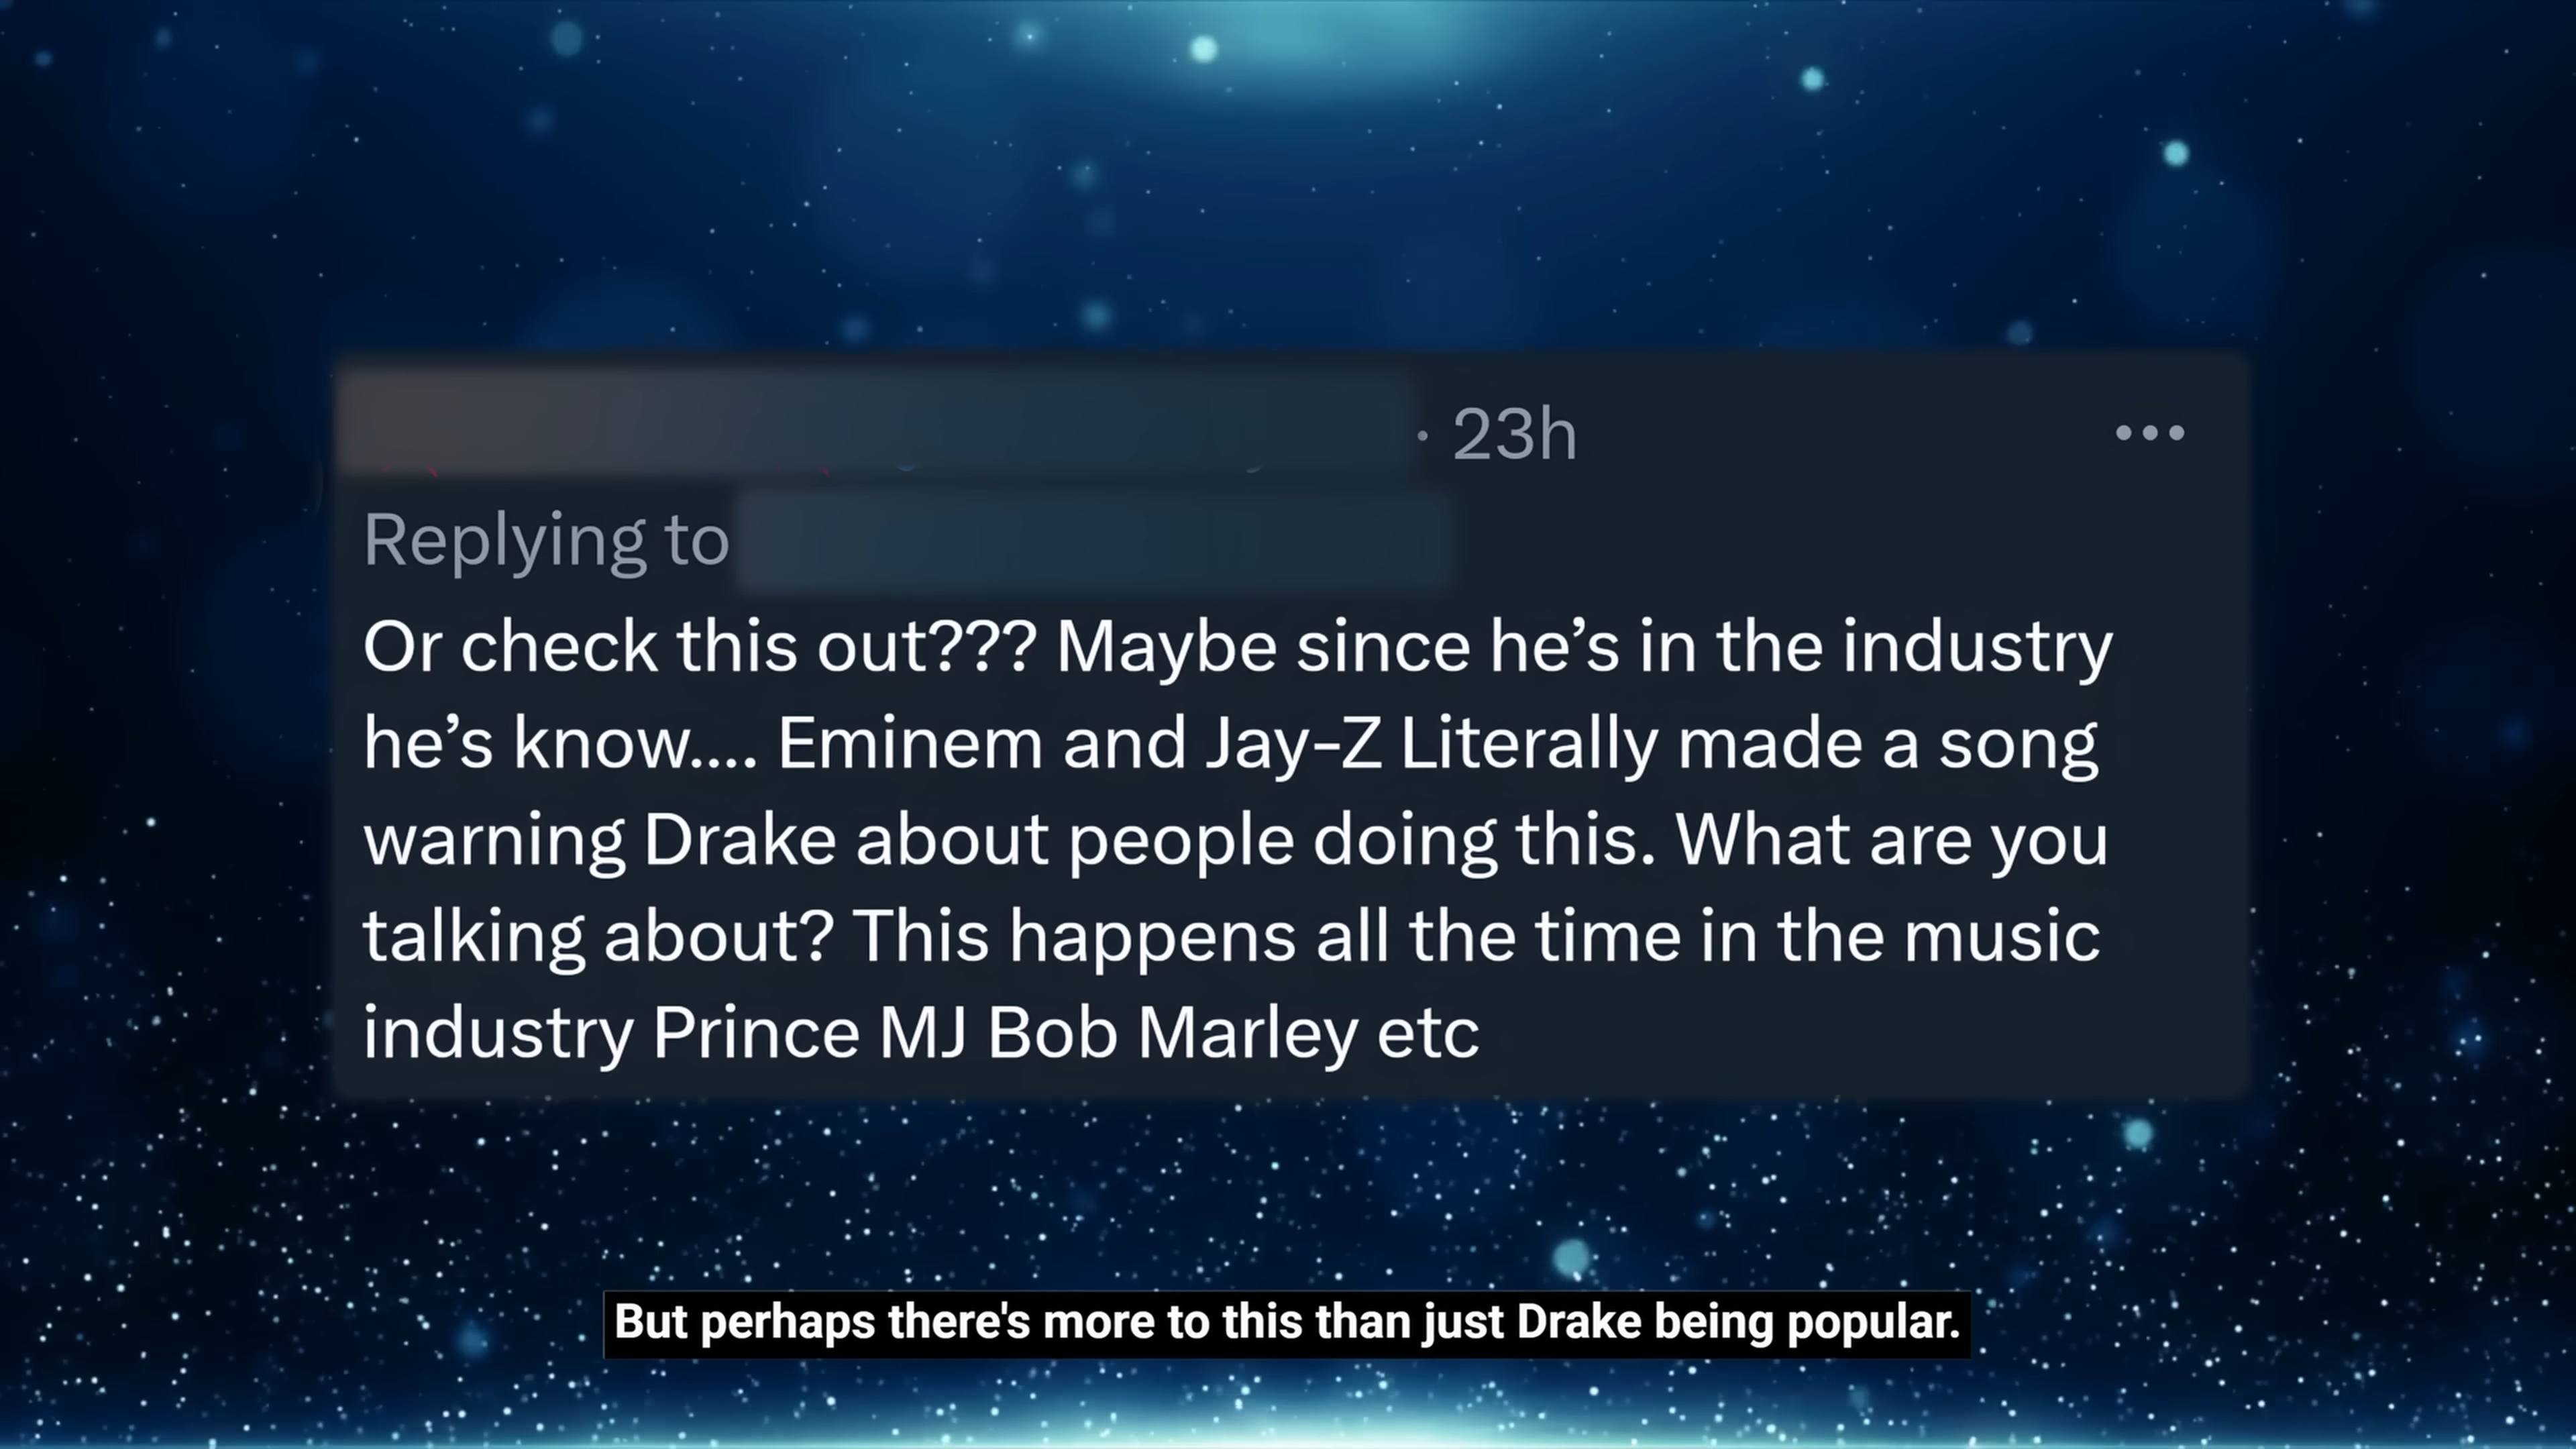 · 23h
Replying to
Or check this out??? Maybe since he’s in the industry
he’s know.... Eminem and Jay-Z Literally made a song
warning Drake about people doing this. What are you
talking about? This happens all the time in the music
industry Prince MJ Bob Marley etc
But perhaps there's more to this than just Drake being popular.